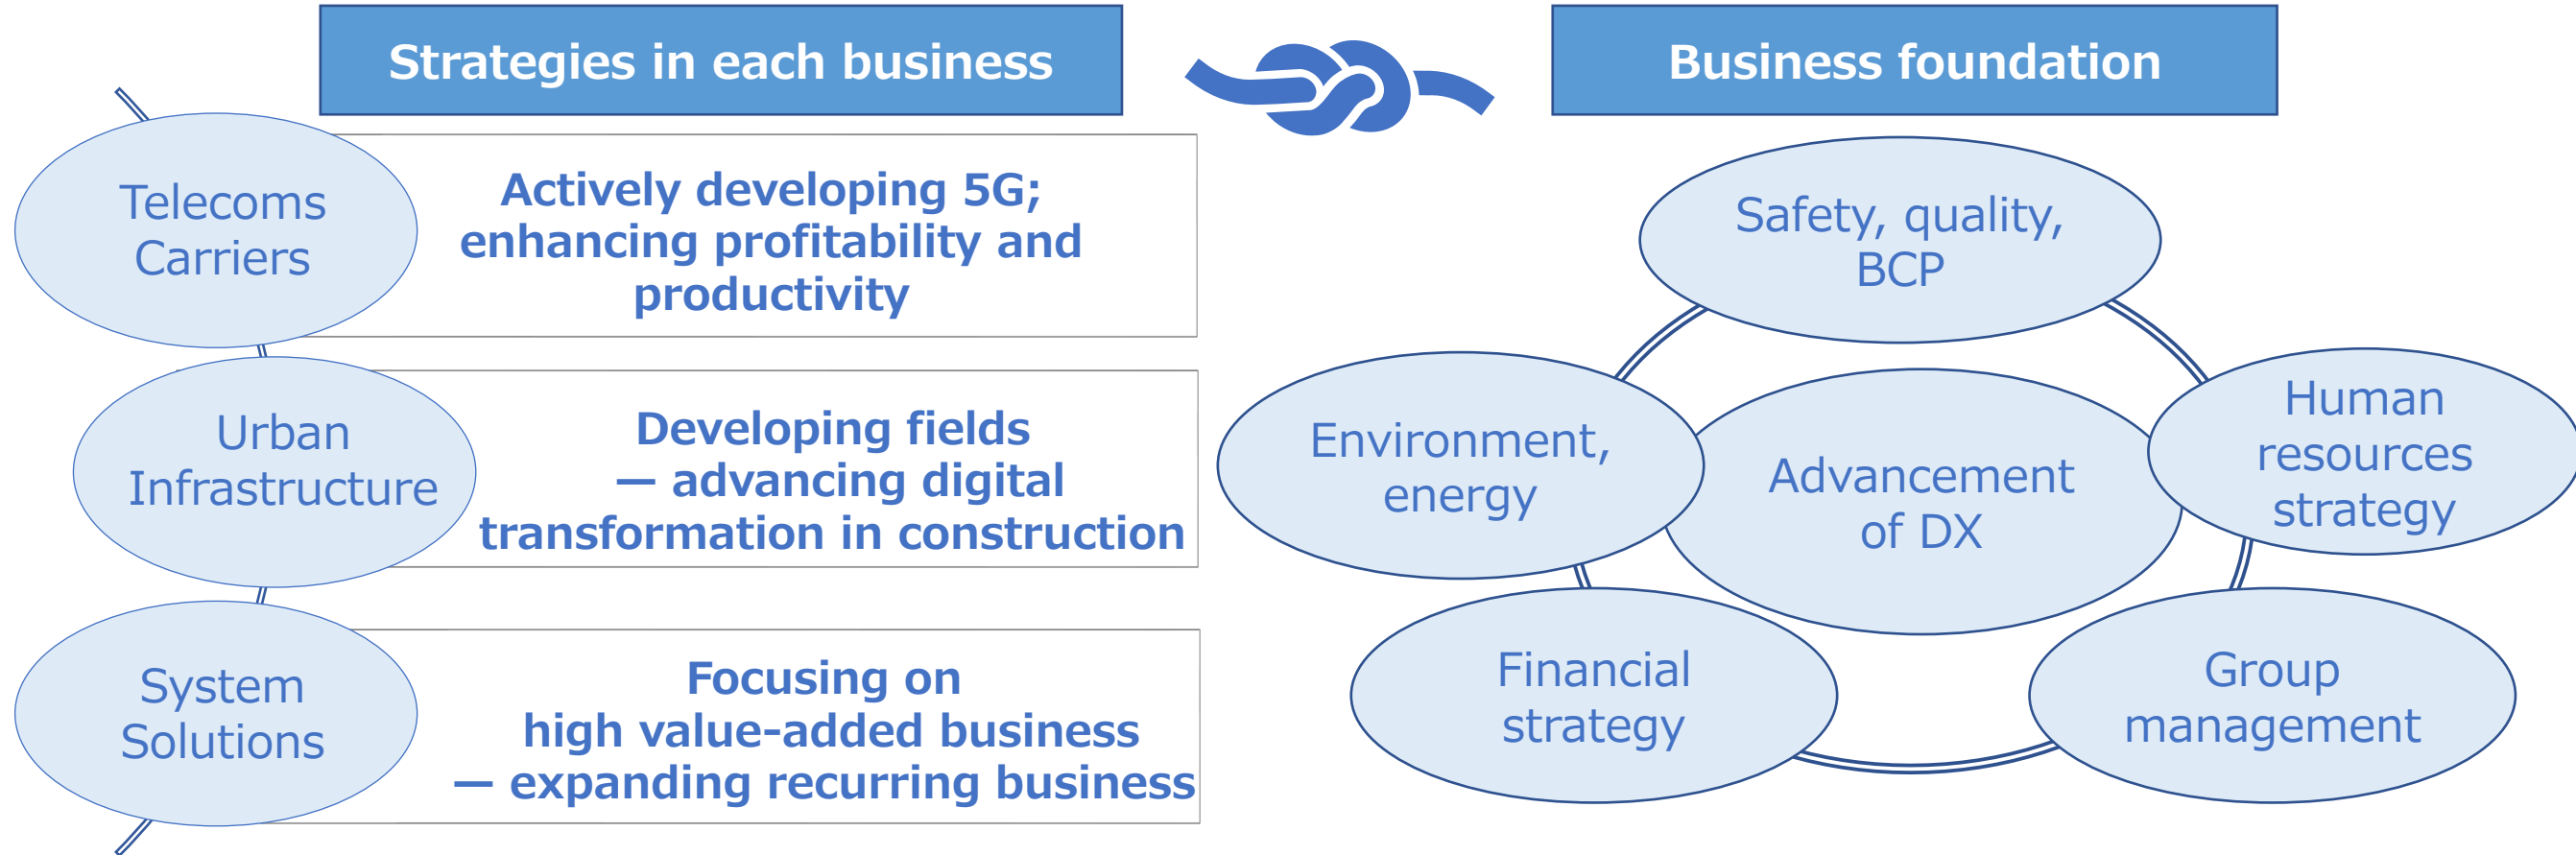 Strategies in each business
Telecoms
Carriers
Actively developing 5G;
enhancing profitability and
productivity
Urban
Infrastructure
Developing fields
— advancing digital
transformation in construction
System
Solutions
Focusing on
high value-added business
— expanding recurring business
Business foundation
Safety, quality,
BCP
Environment,
energy
Advancement
of DX
Human
resources
strategy
Financial
strategy
Group
management